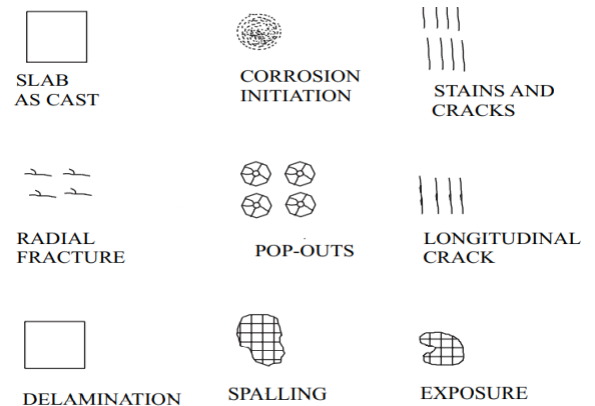 SLAB
AS CAST
CORROSION
INITIATION
STAINS AND
CRACKS
RADIAL
FRACTURE
POP-OUTS
LONGITUDINAL
CRACK
DELAMINATION
SPALLING
EXPOSURE